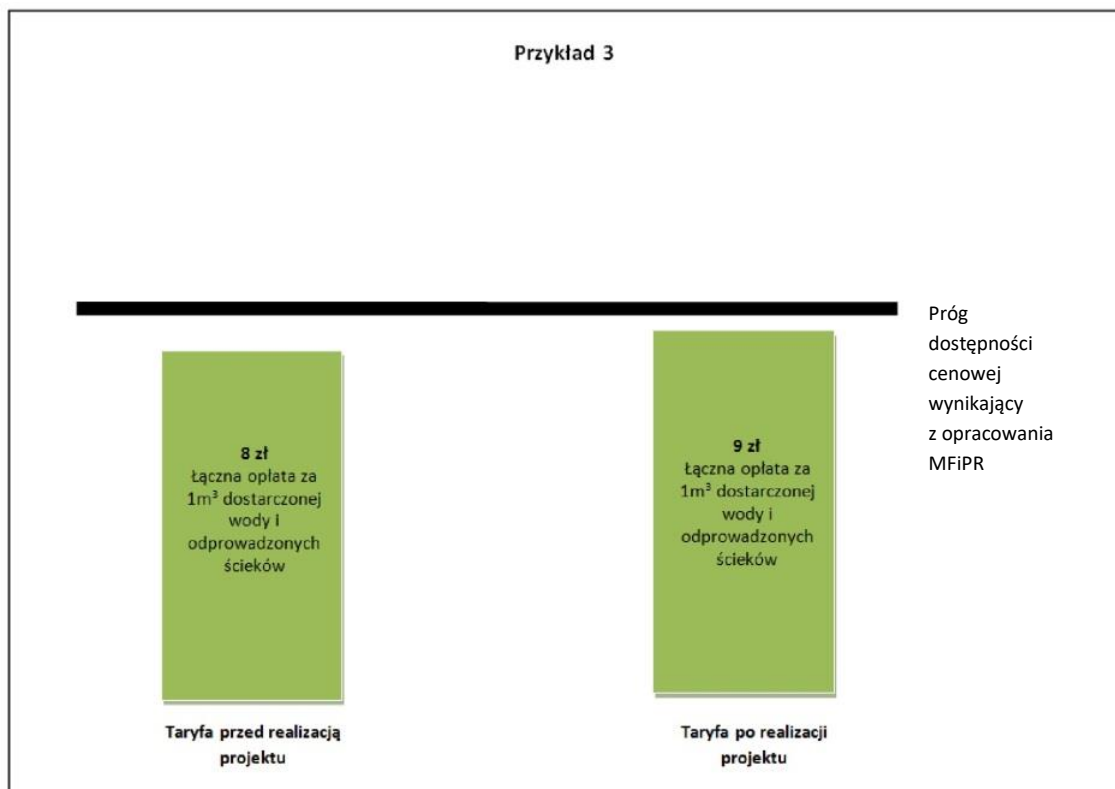 Przykład 3
Próg
dostępności
cenowej
wynikający
z opracowania
MFiPR
8 zł
Łączna opłata za
1m³ dostarczonej
wody i
odprowadzonych
ścieków
9 zł
Łączna opłata za
1m³ dostarczonej
wody i
odprowadzonych
ścieków
Taryfa przed realizacją
projektu
Taryfa po realizacji
projektu